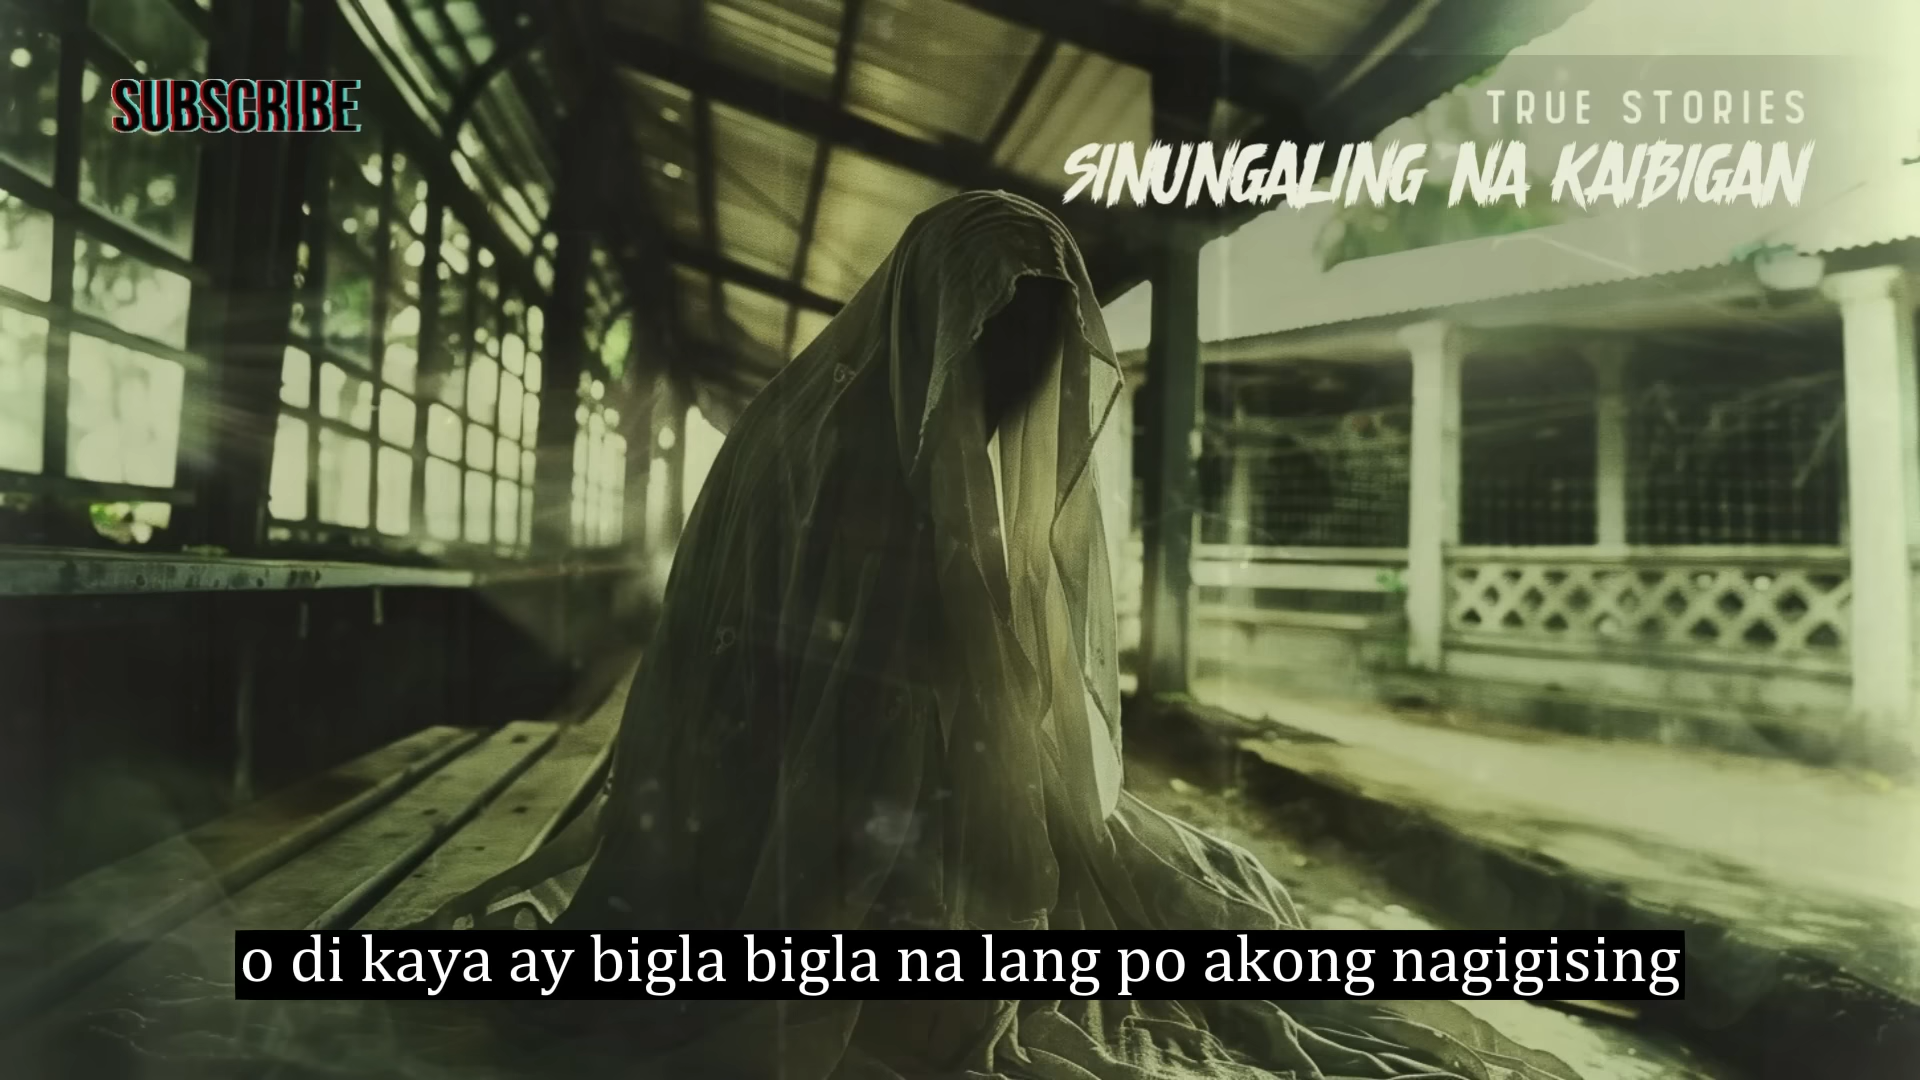 SUBSCRIBE
TRUE STORIES
SINUNGALING NA KAIBIGAN
o di kaya ay bigla bigla na lang po akong nagigising